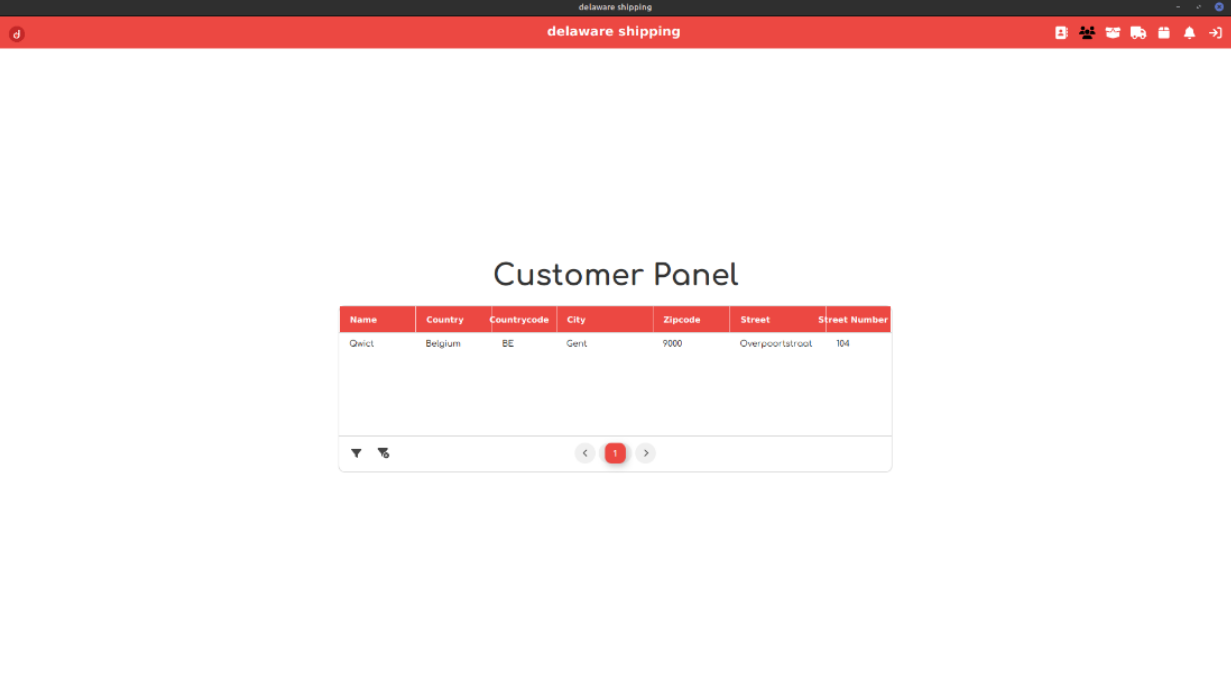 delaware shipping
d delaware shipping
Customer Panel
Name Country Countrycode City Zipcode Street Street Number
Qwict Belgium BE Gent 9000 Overpoortstraat 104
1